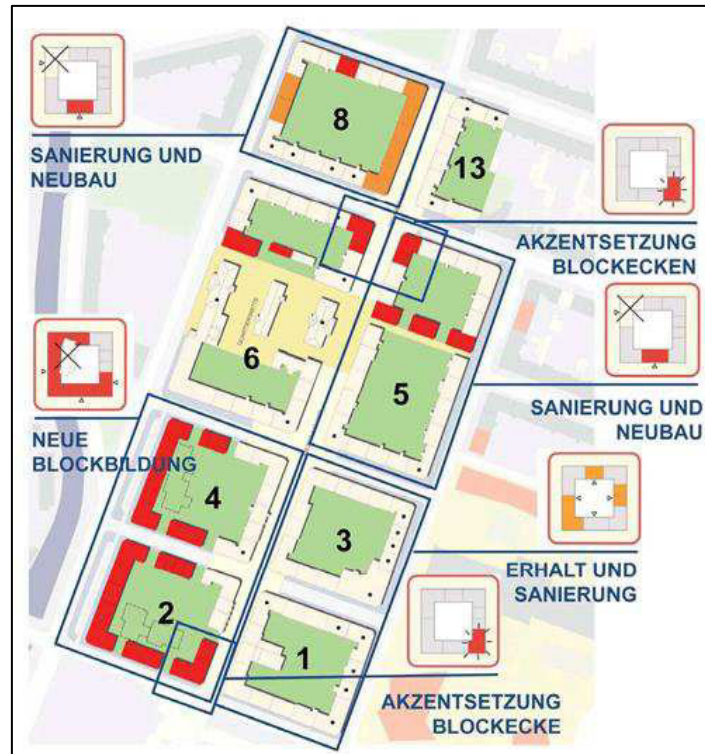 8
SANIERUNG UND
NEUBAU
13
AKZENTSETZUNG
BLOCKECKEN
6
5
SANIERUNG UND
NEUBAU
NEUE
BLOCKBILDUNG
4
3
ERHALT UND
SANIERUNG
2
1
AKZENTSETZUNG
BLOCKECKE